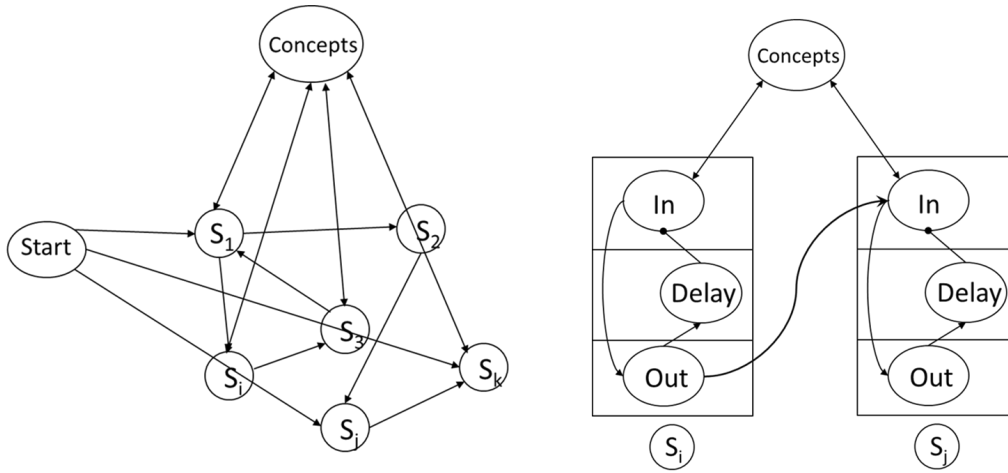 Concepts
Start
S1
S2
S3
Si
Sj
Sk
Concepts
In
In
Delay
Delay
Out
Out
Si
Sj